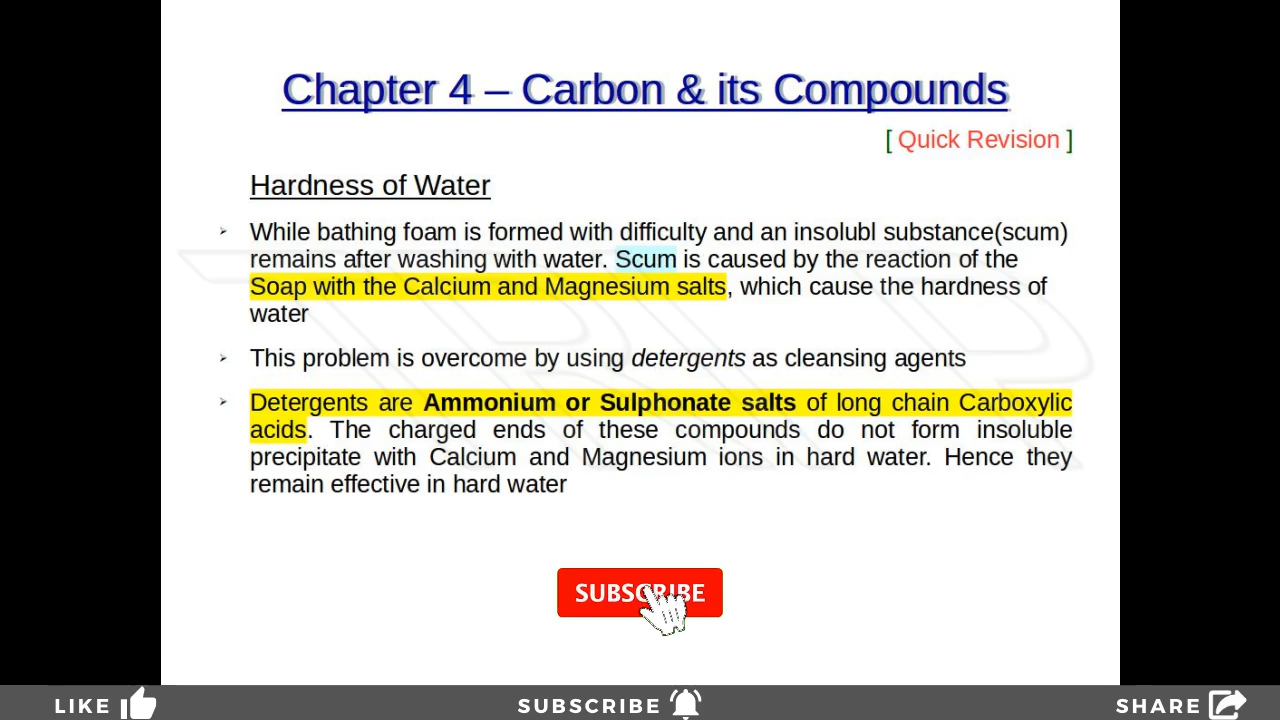 Chapter 4 – Carbon & its Compounds
[ Quick Revision ]
Hardness of Water
While bathing foam is formed with difficulty and an insolubl substance(scum)
remains after washing with water. Scum is caused by the reaction of the
Soap with the Calcium and Magnesium salts, which cause the hardness of
water
This problem is overcome by using detergents as cleansing agents
Detergents are Ammonium or Sulphonate salts of long chain Carboxylic
acids. The charged ends of these compounds do not form insoluble
precipitate with Calcium and Magnesium ions in hard water. Hence they
remain effective in hard water
SUBSCRIBE
LIKE SUBSCRIBE SHARE